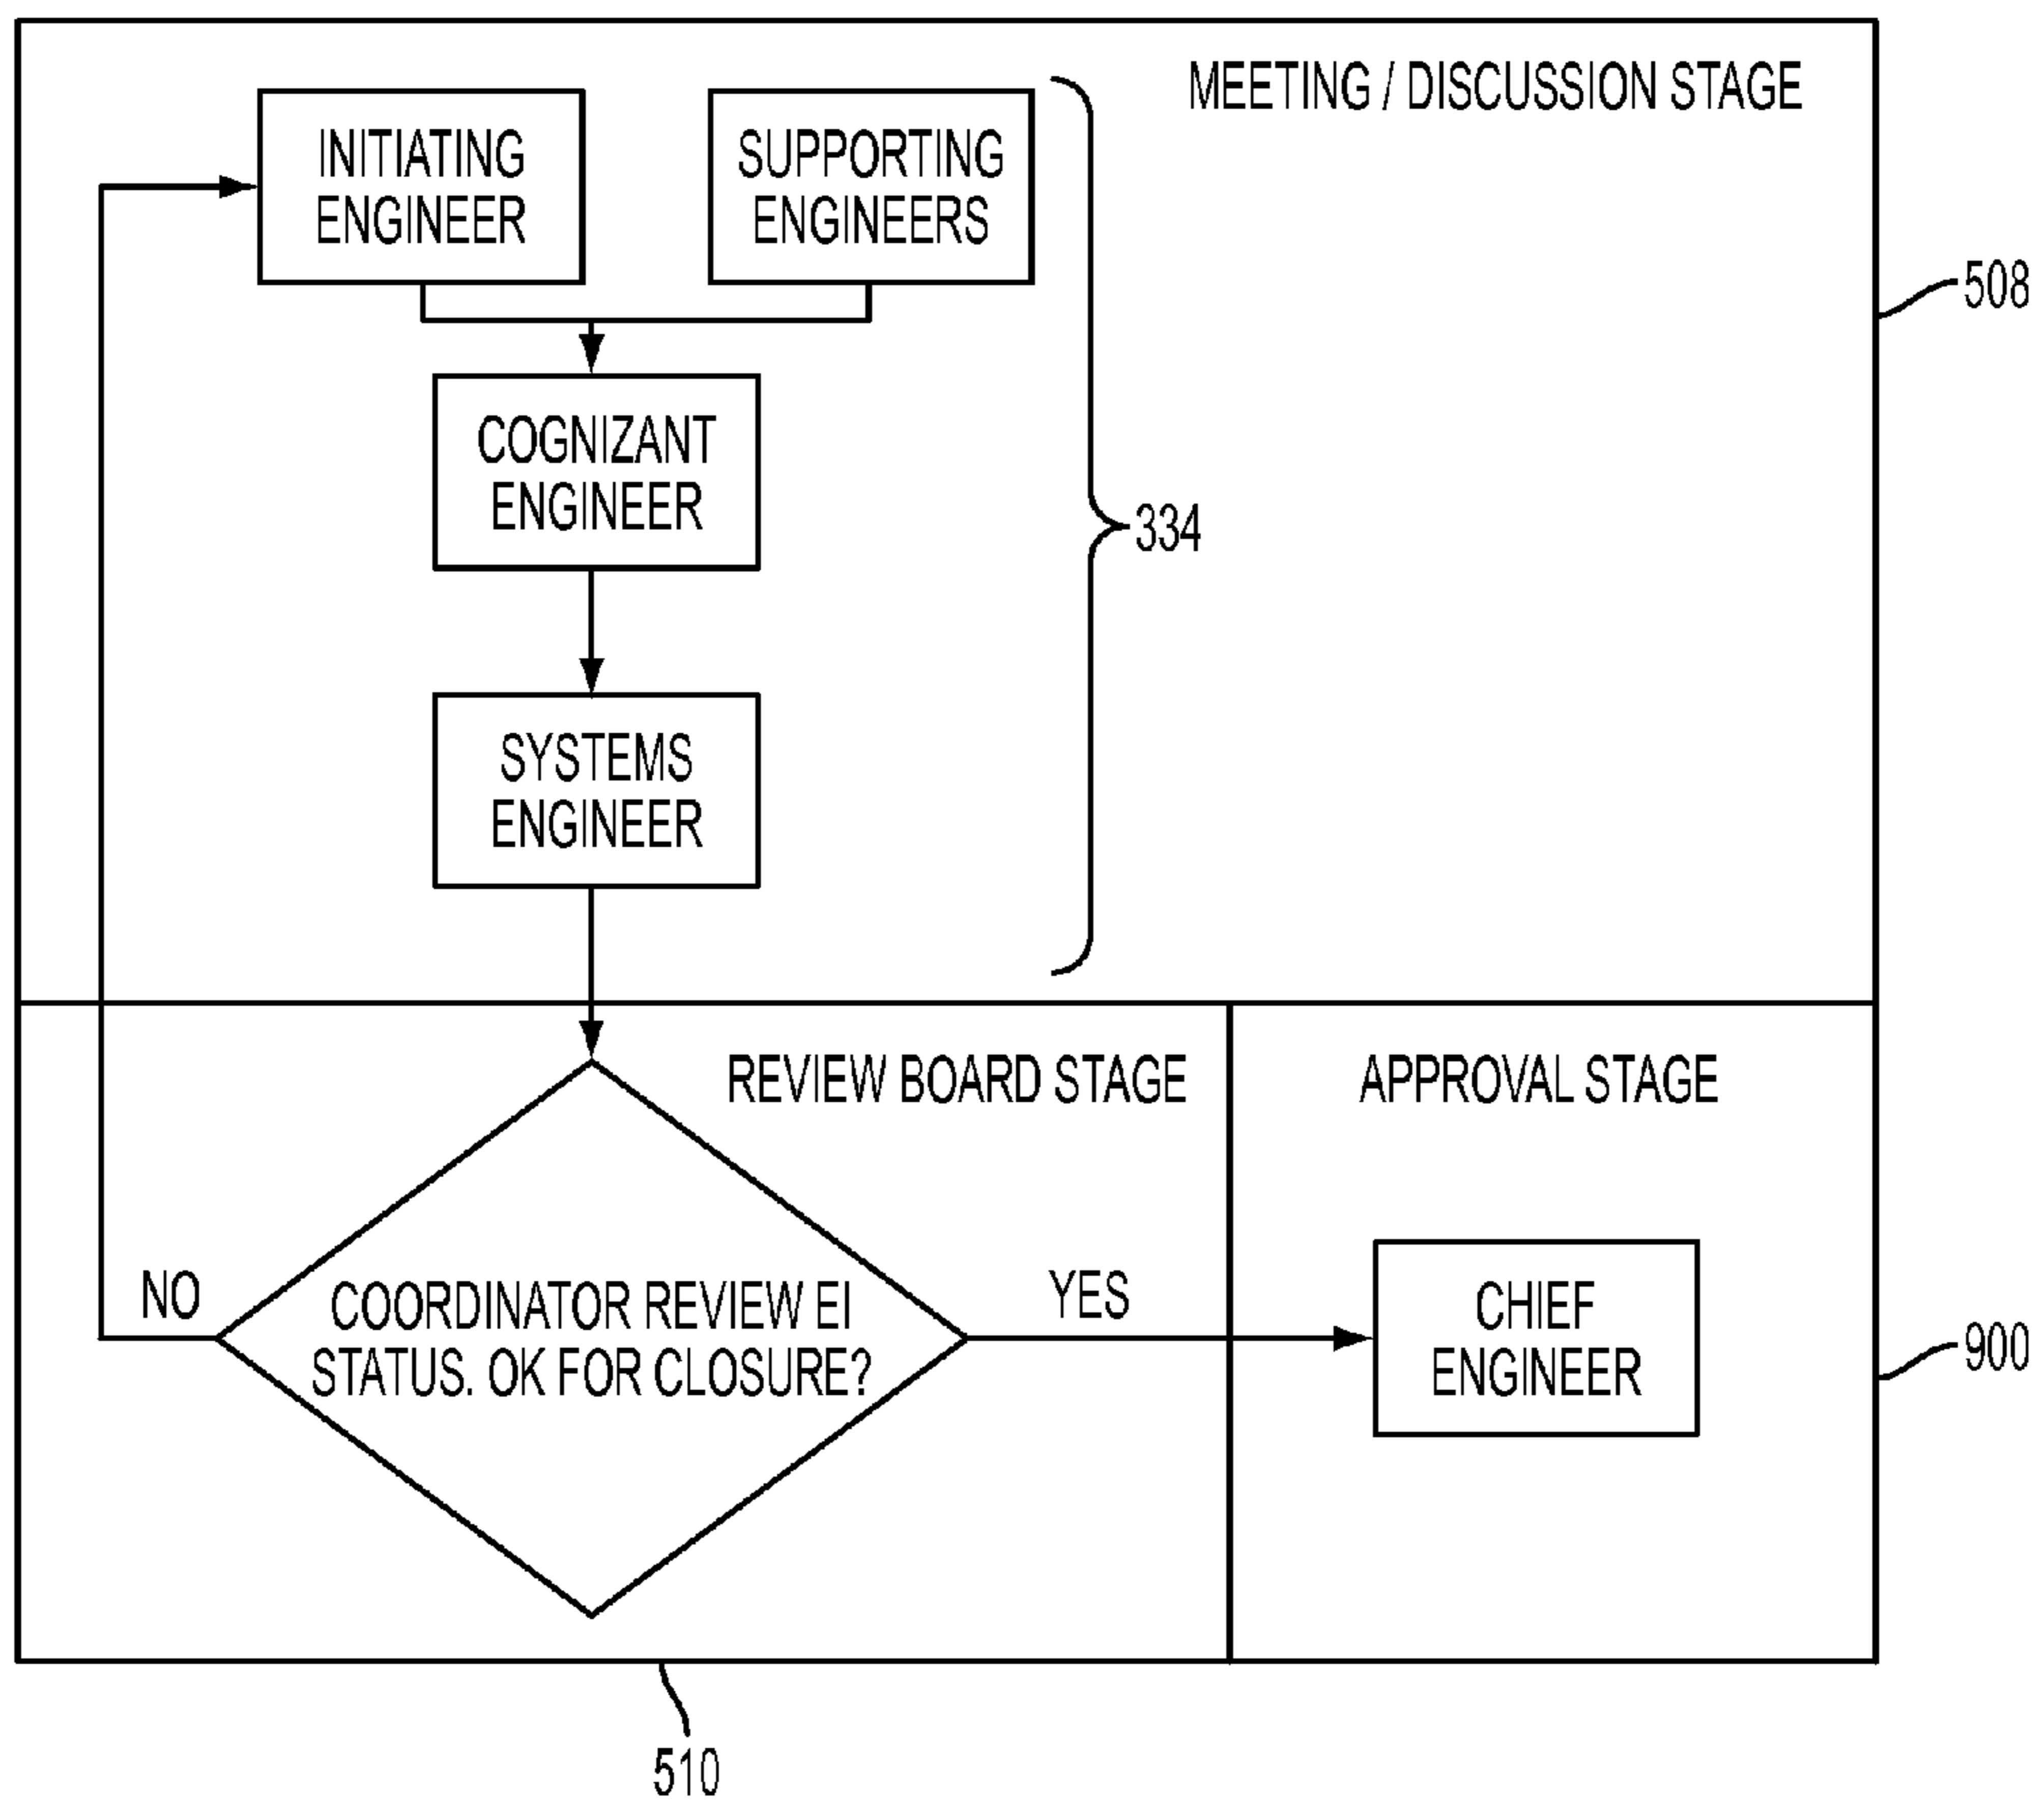 MEETING / DISCUSSION STAGE
INITIATING
ENGINEER
SUPPORTING
ENGINEERS
508
COGNIZANT
ENGINEER
334
SYSTEMS
ENGINEER
REVIEW BOARD STAGE
APPROVAL STAGE
NO
COORDINATOR REVIEW EI
STATUS. OK FOR CLOSURE?
YES
CHIEF
ENGINEER
900
510